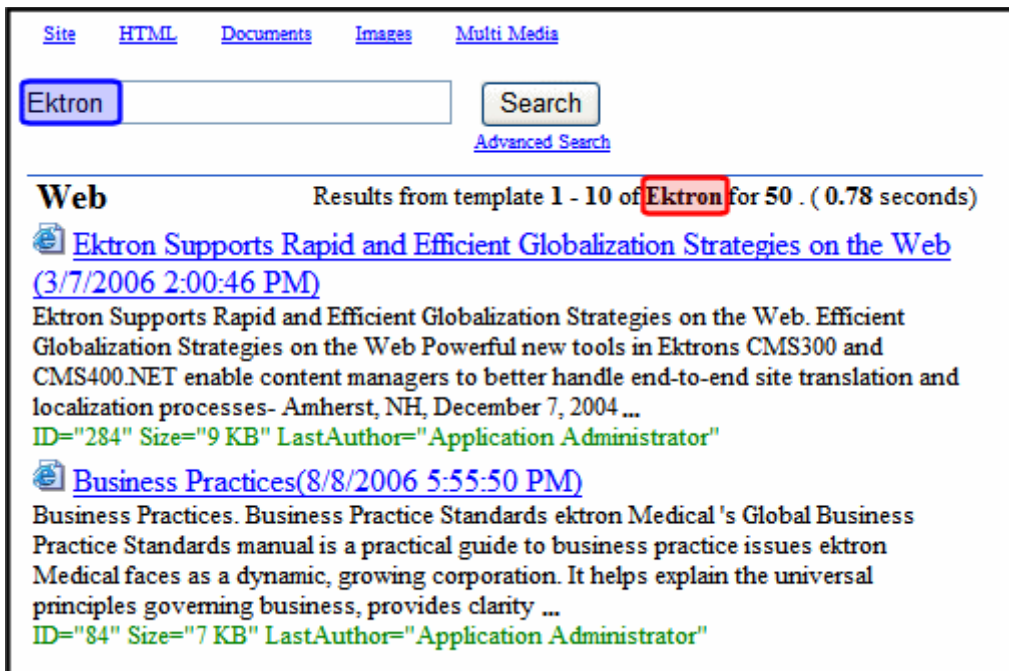 Site HTML Documents Images Multi Media
Ektron Search
Advanced Search
Web Results from template 1 - 10 of Ektron for 50 . ( 0.78 seconds)
Ektron Supports Rapid and Efficient Globalization Strategies on the Web
(3/7/2006 2:00:46 PM)
Ektron Supports Rapid and Efficient Globalization Strategies on the Web. Efficient
Globalization Strategies on the Web Powerful new tools in Ektrons CMS300 and
CMS400.NET enable content managers to better handle end-to-end site translation and
localization processes- Amherst, NH, December 7, 2004 ...
ID="284" Size="9 KB" LastAuthor="Application Administrator"
Business Practices(8/8/2006 5:55:50 PM)
Business Practices. Business Practice Standards ektron Medical 's Global Business
Practice Standards manual is a practical guide to business practice issues ektron
Medical faces as a dynamic, growing corporation. It helps explain the universal
principles governing business, provides clarity ...
ID="84" Size="7 KB" LastAuthor="Application Administrator"